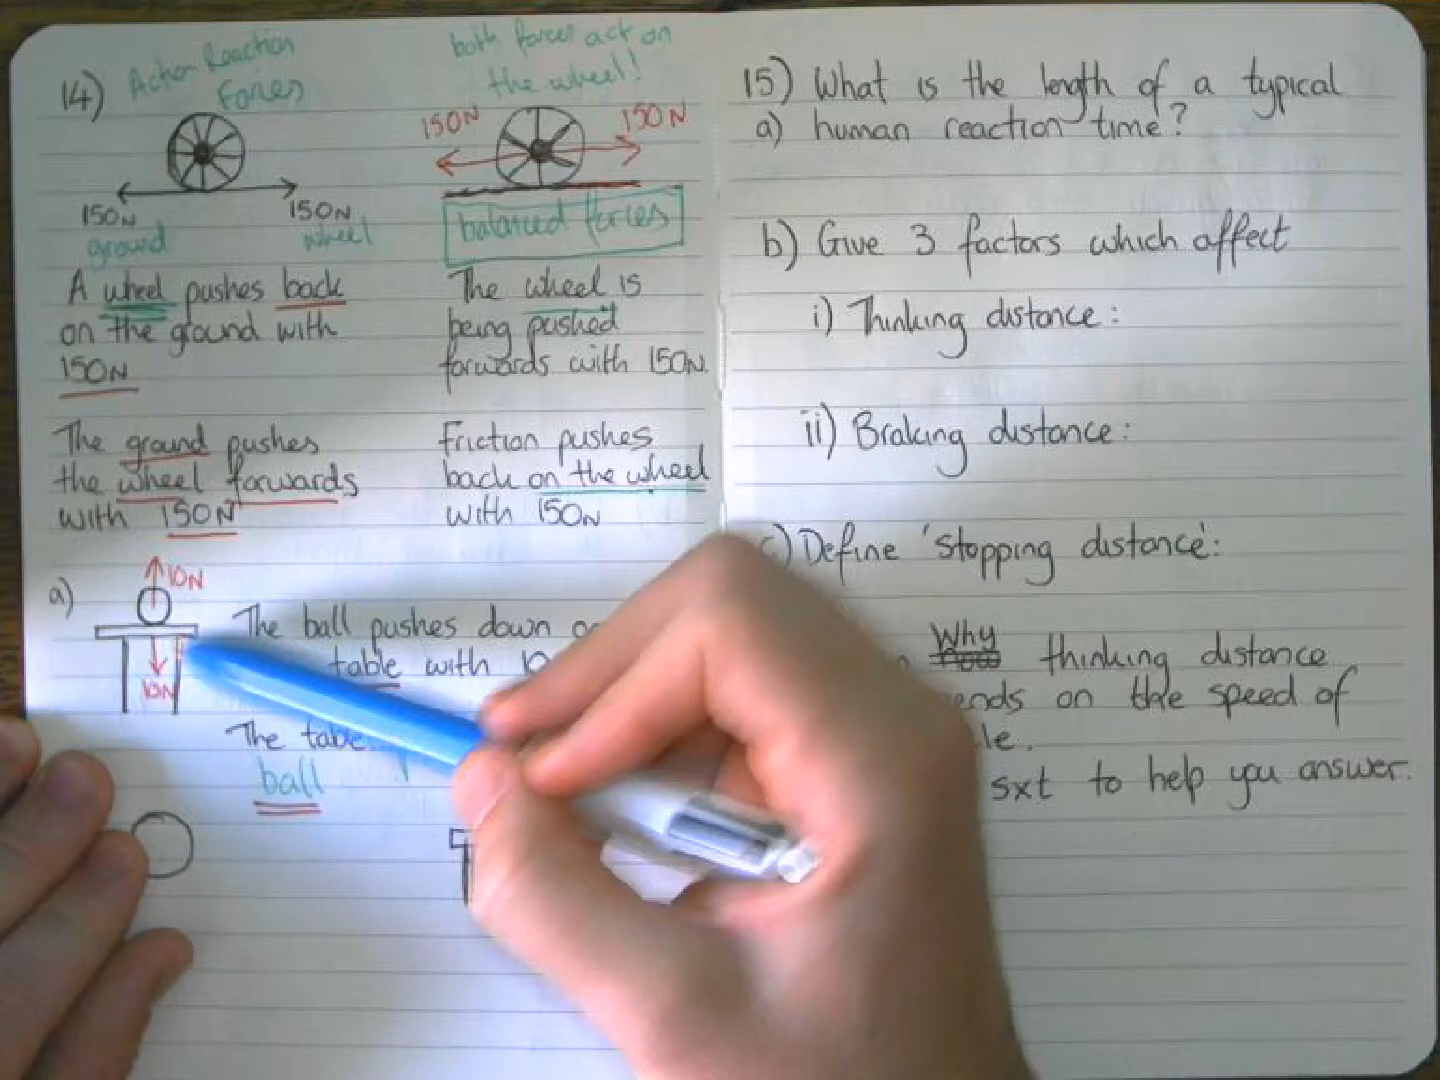 14)
Action Reaction
forces
150N
150N
ground
wheel
A wheel pushes back
on the ground with
150N
The ground pushes
the wheel forwards
with 150N
both forces act on
the wheel!
150N
150N
balanced forces
The wheel is
being pushed
forwards with 150N
Friction pushes
back on the wheel
with 150N
a)
10N
10N
The ball pushes down
table with 10
The table
ball
15) What is the length of a typical
a) human reaction time?
b) Give 3 factors which affect
i) Thinking distance:
ii) Braking distance:
c) Define 'stopping distance':
Why
thinking distance
on the speed of
sxt to help you answer.